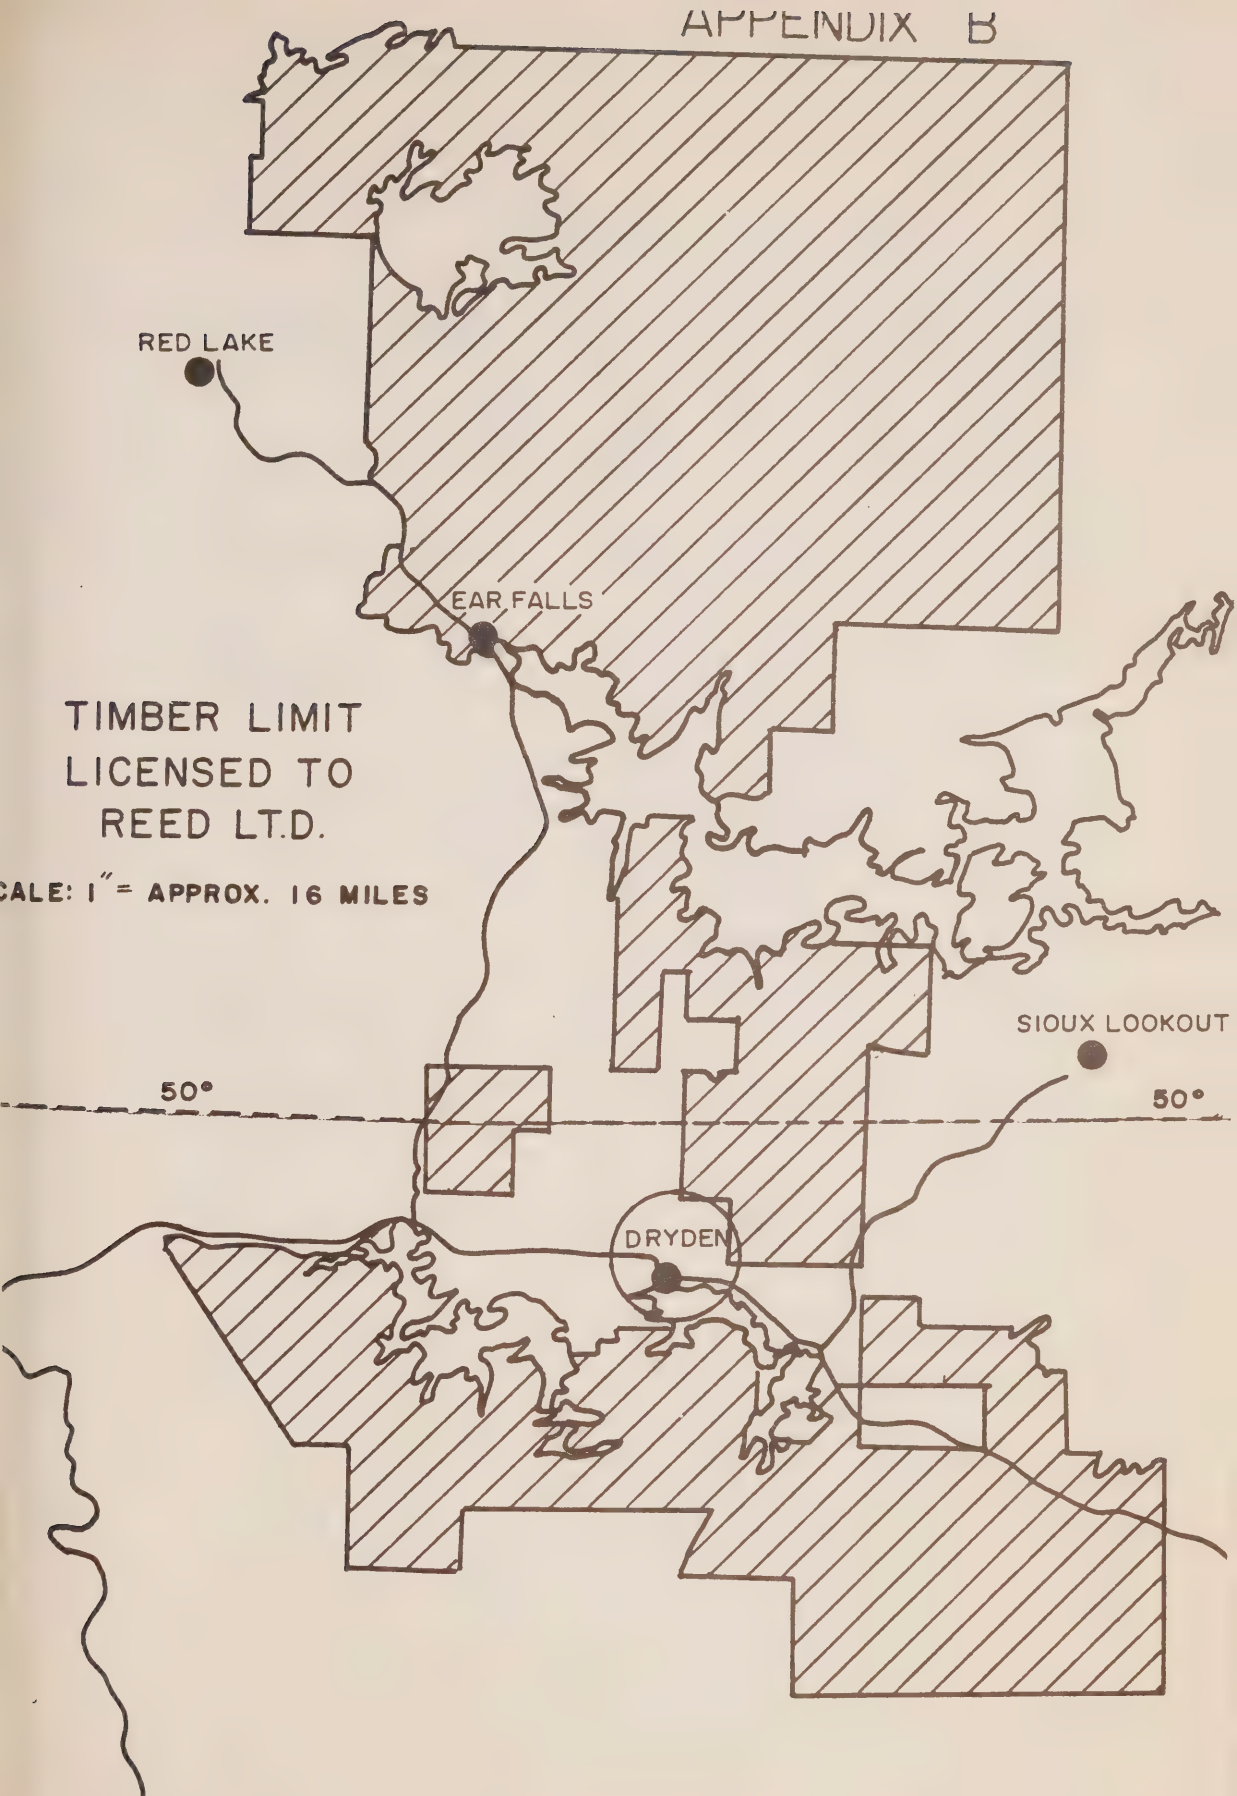 APPENDIX B
RED LAKE
EAR FALLS
TIMBER LIMIT
LICENSED TO
REED LT.D.
CALE: 1" = APPROX. 16 MILES
SIOUX LOOKOUT
50°
50°
DRYDEN